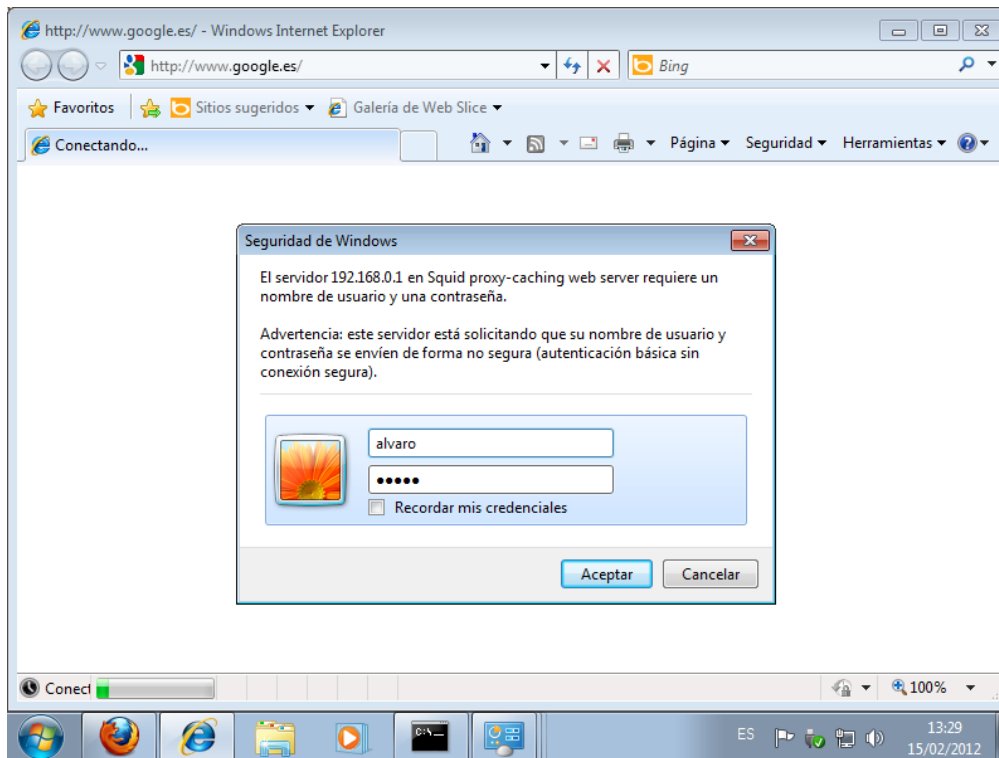 http://www.google.es/ - Windows Internet Explorer
http://www.google.es/
Bing
Favoritos Sitios sugeridos Galería de Web Slice
Conectando... Página Seguridad Herramientas
Seguridad de Windows
El servidor 192.168.0.1 en Squid proxy-caching web server requiere un
nombre de usuario y una contraseña.
Advertencia: este servidor está solicitando que su nombre de usuario y
contraseña se envíen de forma no segura (autenticación básica sin
conexión segura).
alvaro
●●●●●
Recordar mis credenciales
Aceptar Cancelar
Conect 100%
C:\_
ES 13:29
15/02/2012